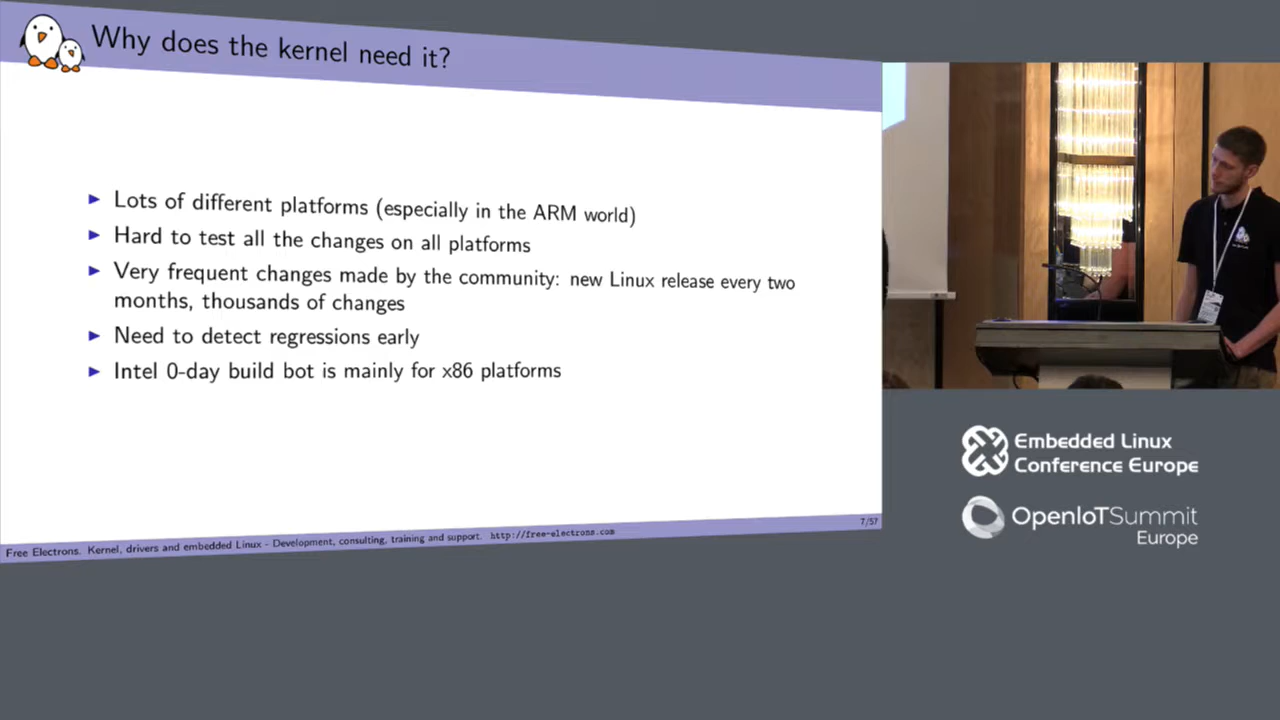 Why does the kernel need it?
Lots of different platforms (especially in the ARM world)
Hard to test all the changes on all platforms
Very frequent changes made by the community: new Linux release every two
months, thousands of changes
Need to detect regressions early
Intel 0-day build bot is mainly for x86 platforms
7/57
Free Electrons. Kernel, drivers and embedded Linux - Development, consulting, training and support. http://free-electrons.com
Embedded Linux
Conference Europe
OpenIoTSummit
Europe